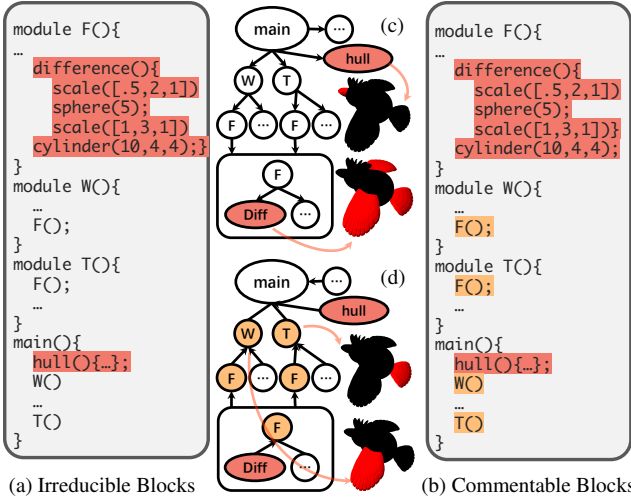 module F(){
…
difference(){
scale([.5,2,1])
sphere(5);
scale([1,3,1])
cylinder(10,4,4);}
}
module W(){
…
F();
}
module T(){
F();
…
}
main(){
hull(){…};
W()
…
T()
}
(a) Irreducible Blocks
(c)
main
…
hull
W
T
F
…
F
…
F
Diff
…
(d)
main
…
hull
W
T
F
…
F
…
F
Diff
…
module F(){
…
difference(){
scale([.5,2,1])
sphere(5);
scale([1,3,1])}
cylinder(10,4,4);
}
module W(){
…
F();
}
module T(){
F();
…
}
main(){
hull(){…};
W()
…
T()
}
(b) Commentable Blocks